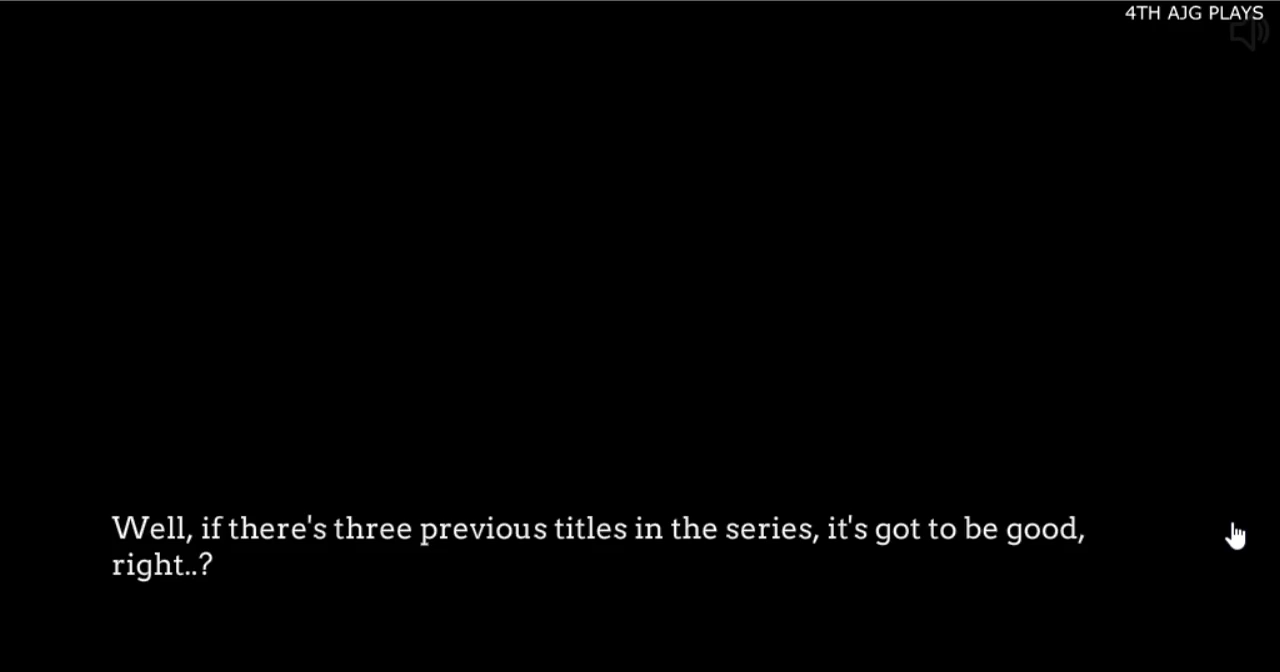 4TH AJG PLAYS
Well, if there's three previous titles in the series, it's got to be good,
right..?